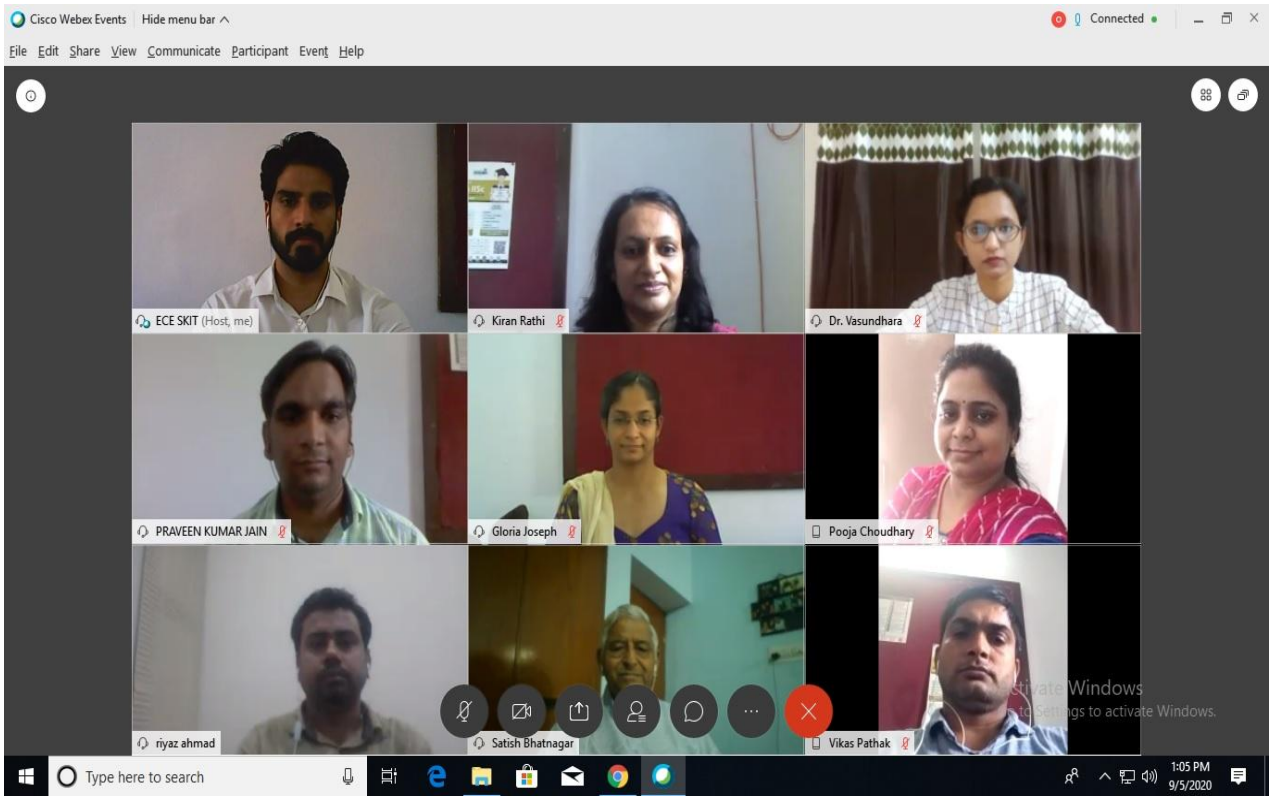 Cisco Webex Events Hide menu bar Connected
File Edit Share View Communicate Participant Event Help
ECE SKIT (Host, me)
Kiran Rathi
Dr. Vasundhara
PRAVEEN KUMAR JAIN
Gloria Joseph
Pooja Choudhary
riyaz ahmad
Satish Bhatnagar
Vikas Pathak
Activate Windows
to Settings to activate Windows.
Type here to search
1:05 PM
9/5/2020